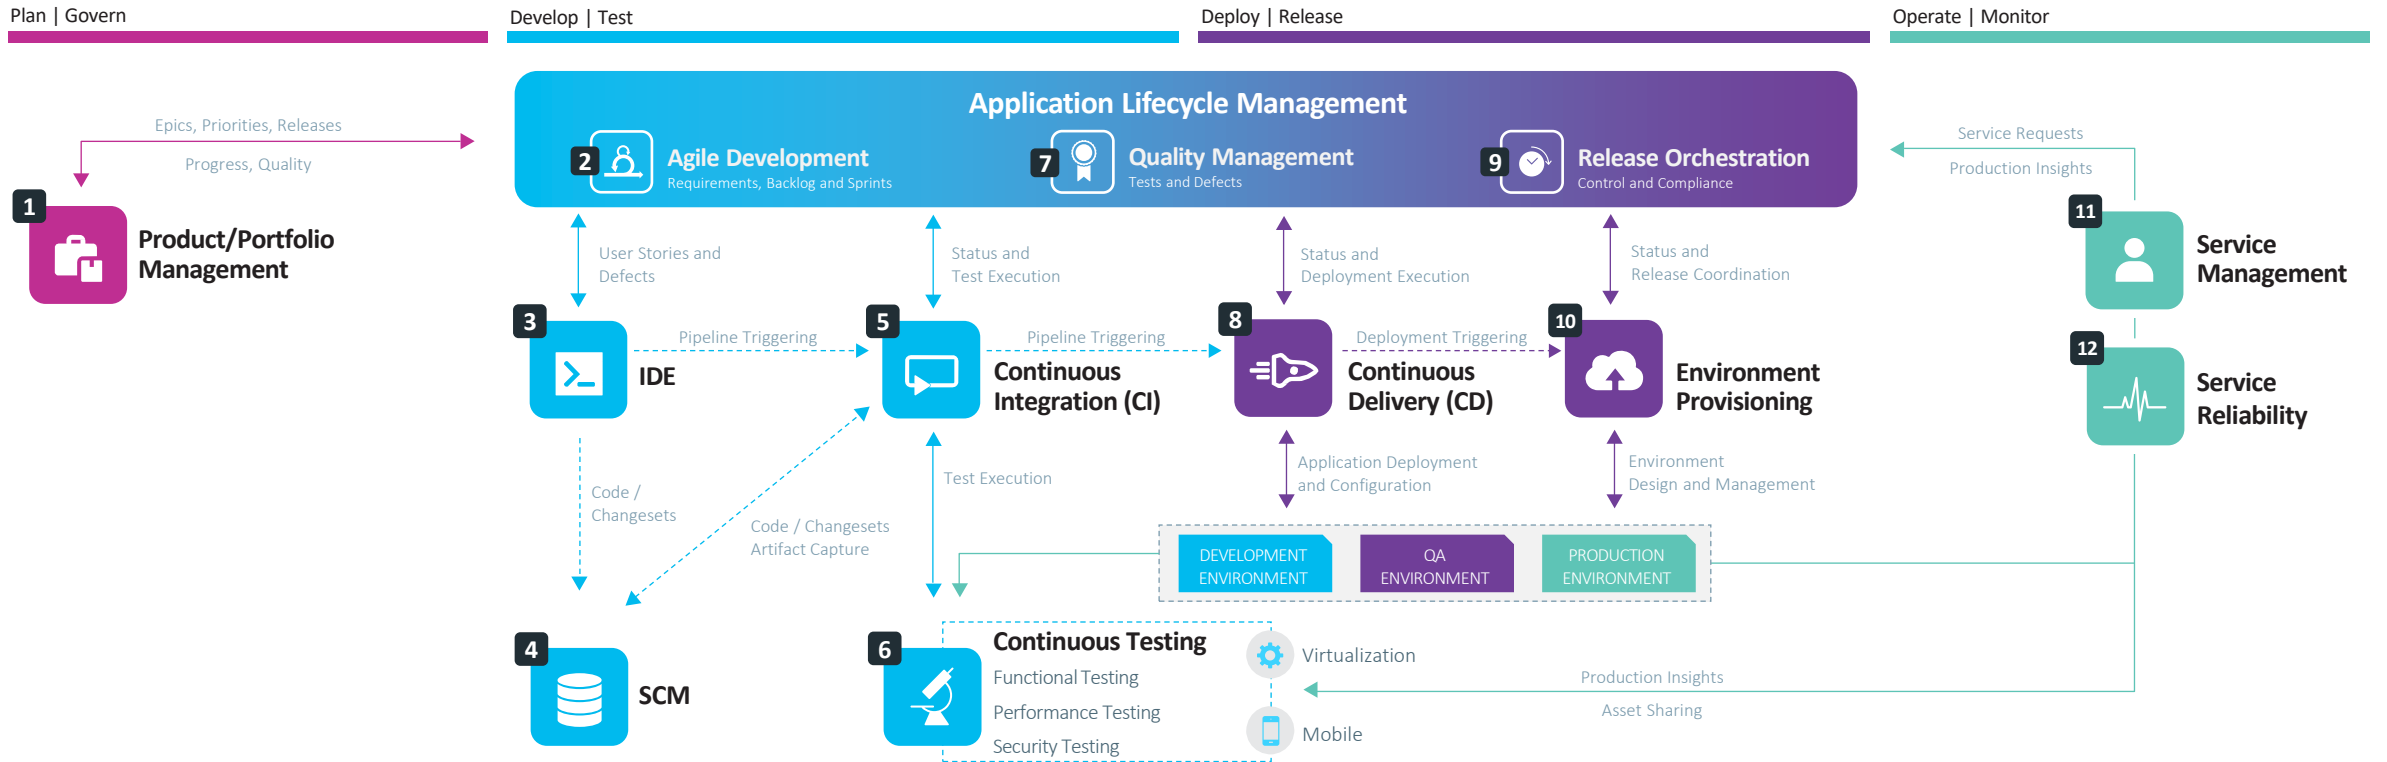 Plan | Govern
Develop | Test
Deploy | Release
Operate | Monitor
Application Lifecycle Management
2
Agile Development
Requirements, Backlog and Sprints
7
Quality Management
Tests and Defects
9
Release Orchestration
Control and Compliance
Epics, Priorities, Releases
Progress, Quality
1
Product/Portfolio
Management
Service Requests
Production Insights
11
Service
Management
12
Service
Reliability
User Stories and
Defects
Status and
Test Execution
Status and
Deployment Execution
Status and
Release Coordination
3
IDE
Pipeline Triggering
5
Continuous
Integration (CI)
Pipeline Triggering
8
Continuous
Delivery (CD)
Deployment Triggering
10
Environment
Provisioning
Code /
Changesets
Code / Changesets
Artifact Capture
Test Execution
Application Deployment
and Configuration
Environment
Design and Management
DEVELOPMENT
ENVIRONMENT
QA
ENVIRONMENT
PRODUCTION
ENVIRONMENT
4
SCM
6
Continuous Testing
Functional Testing
Performance Testing
Security Testing
Virtualization
Mobile
Production Insights
Asset Sharing